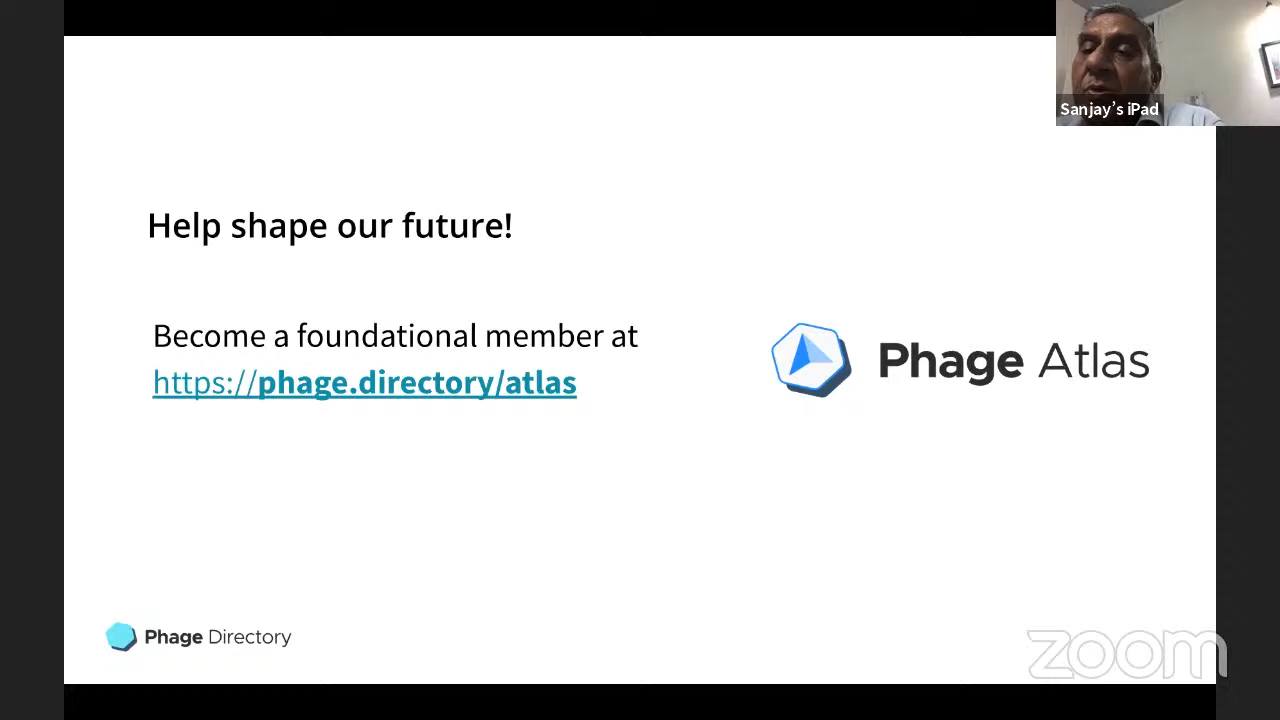 Sanjay's iPad
Help shape our future!
Become a foundational member at
https://phage.directory/atlas
Phage Atlas
Phage Directory
zoom